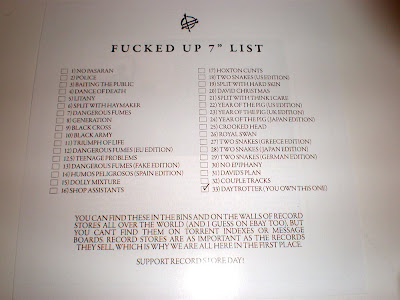 FUCKED UP 7" LIST
1) NO PASARAN
2) POLICE
3) BAITING THE PUBLIC
4) DANCE OF DEATH
5) LITANY
6) SPLIT WITH HAYMAKER
7) DANGEROUS FUMES
8) GENERATION
9) BLACK CROSS
10) BLACK ARMY
11) TRIUMPH OF LIFE
12) DANGEROUS FUMES (EU EDITION)
12.5) TEENAGE PROBLEMS
13) DANGEROUS FUMES (FAKE EDITION)
14) HUMOS PELIGROSOS (SPAIN EDITION)
15) DOLLY MIXTURE
16) SHOP ASSISTANTS
17) HOXTON CUNTS
18) TWO SNAKES (US EDITION)
19) SPLIT WITH HARD SKIN
20) DAVID CHRISTMAS
21) SPLIT WITH THINK I CARE
22) YEAR OF THE PIG (US EDITION)
23) YEAR OF THE PIG (UK EDITION)
24) YEAR OF THE PIG (JAPAN EDITION)
25) CROOKED HEAD
26) ROYAL SWAN
27) TWO SNAKES (GREECE EDITION)
28) TWO SNAKES (JAPAN EDITION)
29) TWO SNAKES (GERMAN EDITION)
30) NO EPIPHANY
31) DAVID'S PLAN
32) COUPLE TRACKS
33) DAYTROTTER (YOU OWN THIS ONE)
YOU CAN FIND THESE IN THE BINS AND ON THE WALLS OF RECORD
STORES ALL OVER THE WORLD (AND I GUESS ON EBAY TOO), BUT
YOU CAN'T FIND THEM ON TORRENT INDEXES OR MESSAGE
BOARDS. RECORD STORES ARE AS IMPORTANT AS THE RECORDS
THEY SELL, WHICH IS WHY WE ARE ALL HERE IN THE FIRST PLACE.
SUPPORT RECORD STORE DAY!